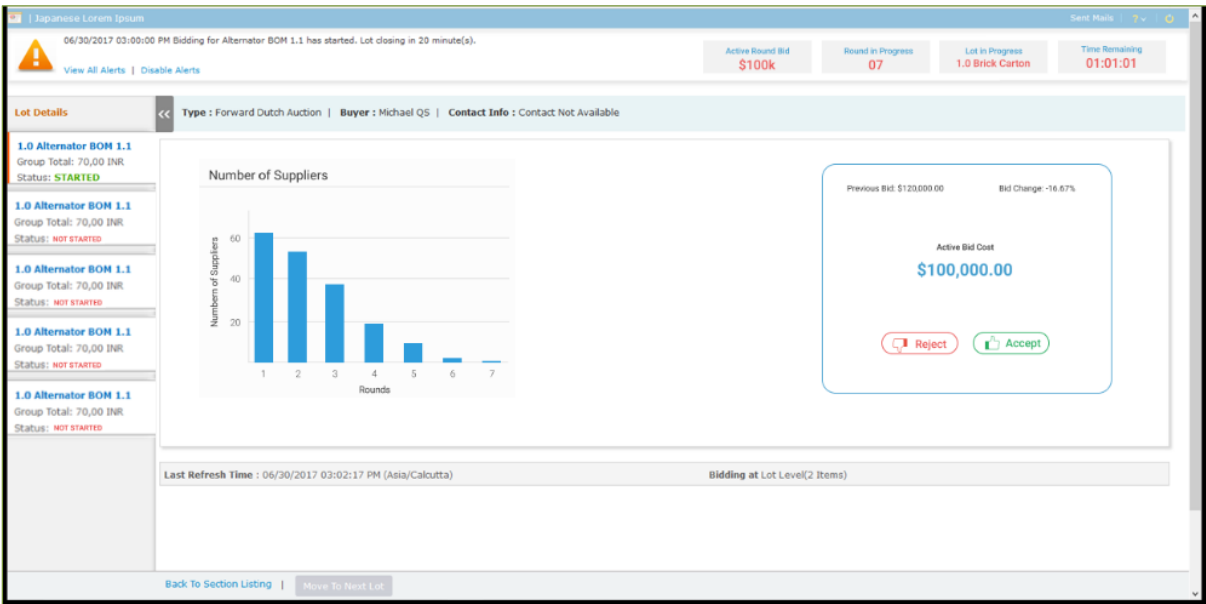 | Japanese Lorem Ipsum
Sent Mails | ? |
06/30/2017 03:00:00 PM Bidding for Alternator BOM 1.1 has started. Lot closing in 20 minute(s).
View All Alerts | Disable Alerts
Active Round Bid
$100k
Round in Progress
07
Lot in Progress
1.0 Brick Carton
Time Remaining
01:01:01
Lot Details
<< Type : Forward Dutch Auction | Buyer : Michael QS | Contact Info : Contact Not Available
1.0 Alternator BOM 1.1
Group Total: 70,00 INR
Status: STARTED
1.0 Alternator BOM 1.1
Group Total: 70,00 INR
Status: NOT STARTED
1.0 Alternator BOM 1.1
Group Total: 70,00 INR
Status: NOT STARTED
1.0 Alternator BOM 1.1
Group Total: 70,00 INR
Status: NOT STARTED
1.0 Alternator BOM 1.1
Group Total: 70,00 INR
Status: NOT STARTED
Number of Suppliers
Numbern of Suppliers
60
40
20
1 2 3 4 5 6 7
Rounds
Previous Bid: $120,000.00 Bid Change: -16.67%
Active Bid Cost
$100,000.00
Reject Accept
Last Refresh Time : 06/30/2017 03:02:17 PM (Asia/Calcutta) Bidding at Lot Level(2 Items)
Back To Section Listing | Move To Next Lot